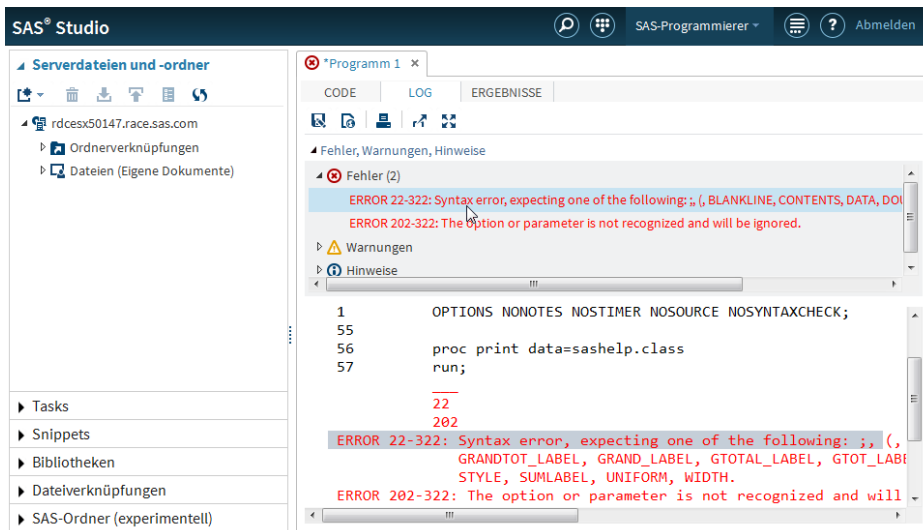 SAS® Studio
SAS-Programmierer
?
Abmelden
Serverdateien und -ordner
rdcesx50147.race.sas.com
Ordnerverknüpfungen
Dateien (Eigene Dokumente)
Tasks
Snippets
Bibliotheken
Dateiverknüpfungen
SAS-Ordner (experimentell)
*Programm 1 ×
CODE LOG ERGEBNISSE
Fehler, Warnungen, Hinweise
Fehler (2)
ERROR 22-322: Syntax error, expecting one of the following: ;, (, BLANKLINE, CONTENTS, DATA, DOU
ERROR 202-322: The option or parameter is not recognized and will be ignored.
Warnungen
Hinweise
1 OPTIONS NONOTES NOSTIMER NOSOURCE NOSYNTAXCHECK;
55
56 proc print data=sashelp.class
57 run;
___
22
202
ERROR 22-322: Syntax error, expecting one of the following: ;, (,
GRANDTOT_LABEL, GRAND_LABEL, GTOTAL_LABEL, GTOT_LABE
STYLE, SUMLABEL, UNIFORM, WIDTH.
ERROR 202-322: The option or parameter is not recognized and will